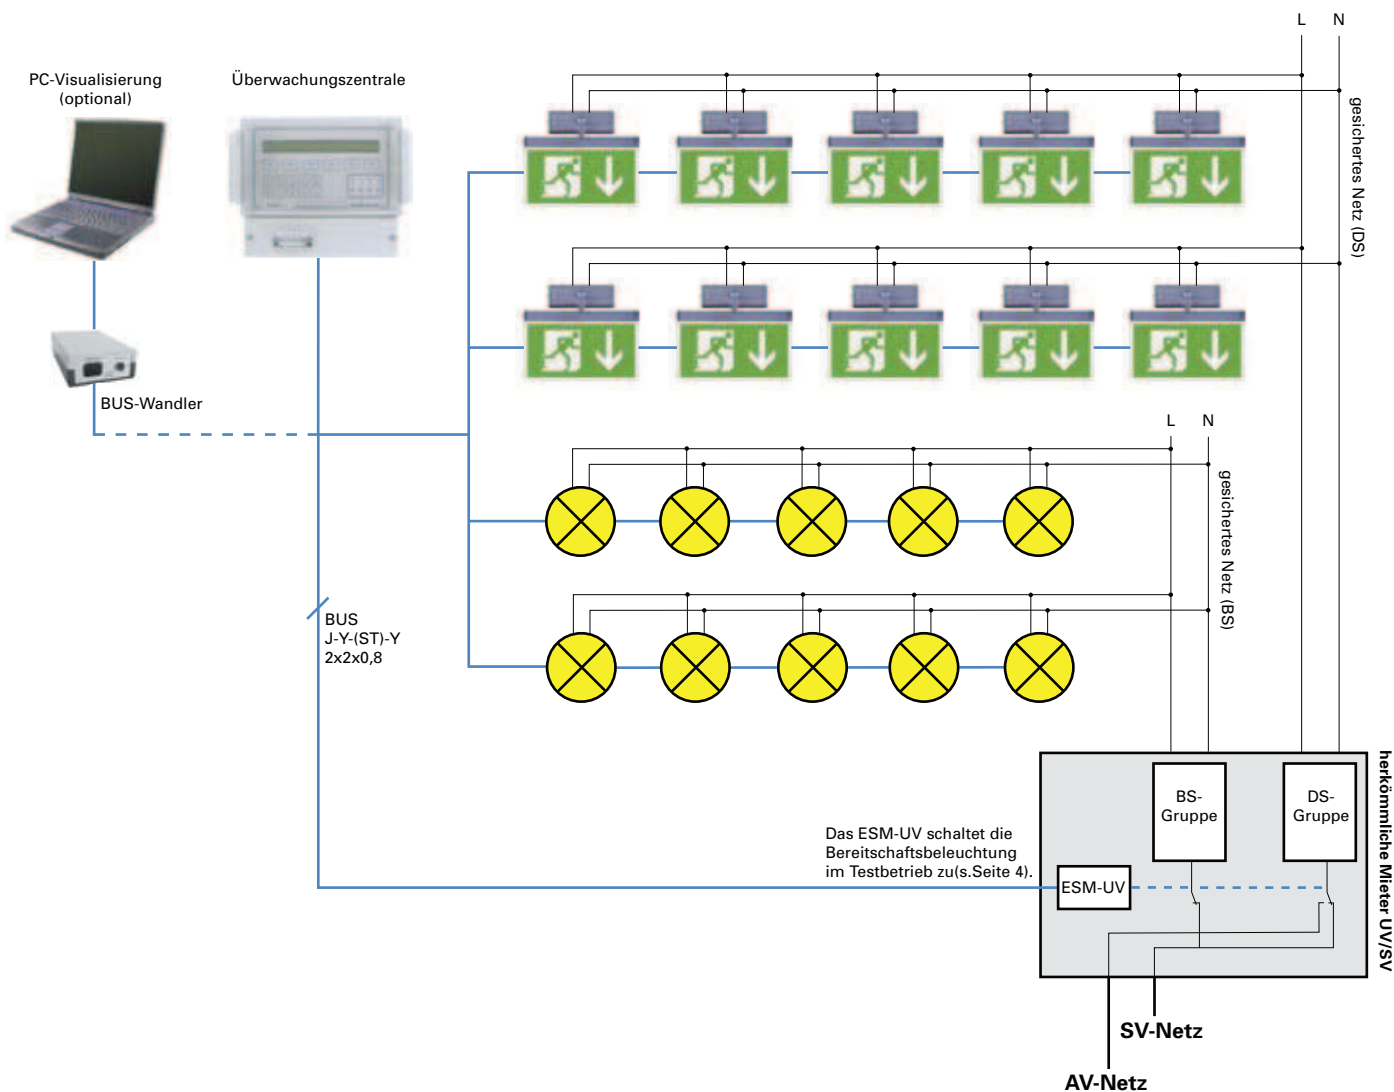 L N
PC-Visualisierung
(optional)
Überwachungszentrale
gesichertes Netz (DS)
BUS-Wandler
L N
gesichertes Netz (BS)
BUS
J-Y-(ST)-Y
2x2x0,8
herkömmliche Mieter UV/SV
BS-
Gruppe
DS-
Gruppe
Das ESM-UV schaltet die
Bereitschaftsbeleuchtung
im Testbetrieb zu(s.Seite 4).
ESM-UV
SV-Netz
AV-Netz